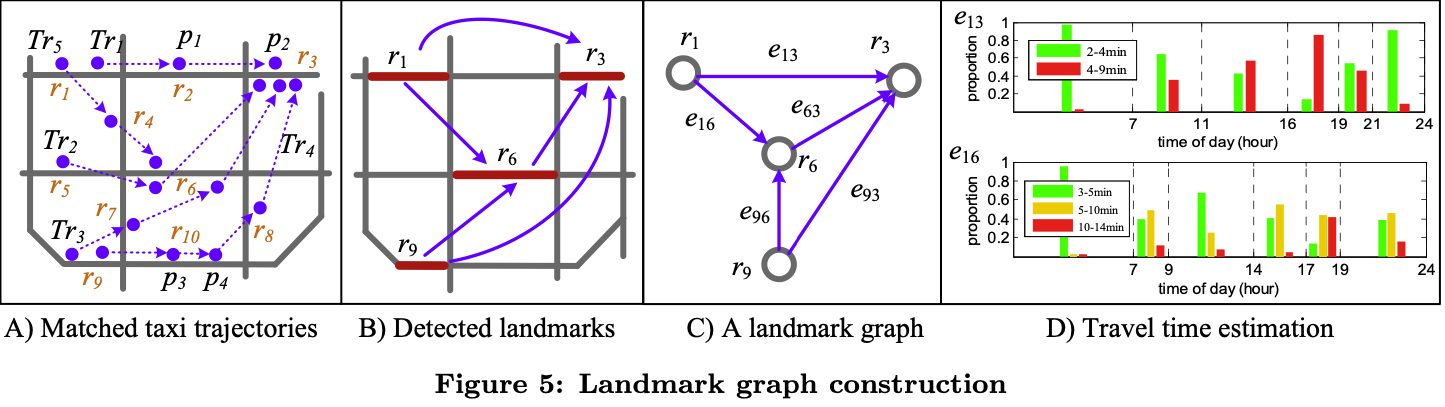 Tr5 Tr1 p1 p2
r3
r1 r2
r4
Tr2 Tr4
r5 r6
r7
Tr3 r10 r8
r9 p3 p4
A) Matched taxi trajectories
r1 r3
r6
r9
B) Detected landmarks
r1 r3
e13
e16 e63
r6
e96 e93
r9
C) A landmark graph
e13
proportion
1
0.8
0.6
0.4
0.2
2-4min
4-9min
7 11 16 19 21 24
time of day (hour)
e16
proportion
1
0.8
0.6
0.4
0.2
3-5min
5-10min
10-14min
7 9 14 17 19 24
time of day (hour)
D) Travel time estimation
Figure 5: Landmark graph construction